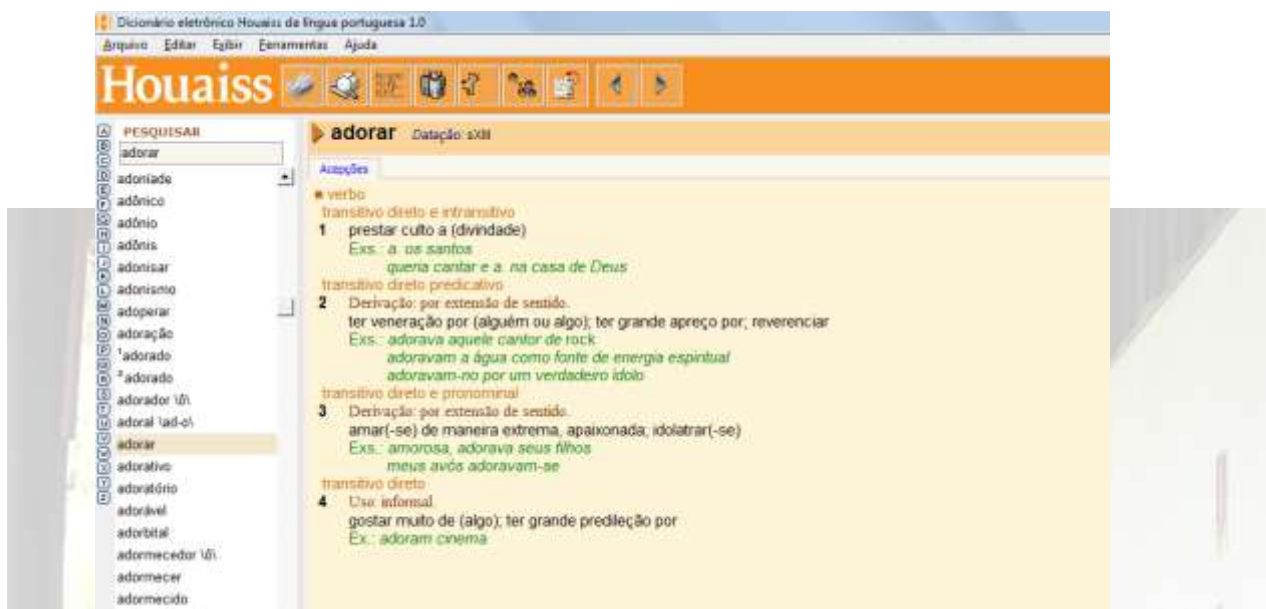 Dicionário eletrônico Houaiss da língua portuguesa 1.0
Arquivo Editar Exibir Ferramentas Ajuda
Houaiss
PESQUISAR
adorar
adoníade
adônico
adônio
adônis
adonisar
adonismo
adoperar
adoração
¹adorado
²adorado
adorador \ô\
adoral \ad-o\
adorar
adorativo
adoratório
adorável
adorbital
adormecedor \ô\
adormecer
adormecido
adorar Datação sXIII
Acepções
verbo
transitivo direto e intransitivo
1 prestar culto a (divindade)
Exs.: a. os santos
queria cantar e a. na casa de Deus
transitivo direto predicativo
2 Derivação: por extensão de sentido.
ter veneração por (alguém ou algo); ter grande apreço por; reverenciar
Exs.: adorava aquele cantor de rock
adoravam a água como fonte de energia espiritual
adoravam-no por um verdadeiro ídolo
transitivo direto e pronominal
3 Derivação: por extensão de sentido.
amar(-se) de maneira extrema, apaixonada; idolatrar(-se)
Exs.: amorosa, adorava seus filhos
meus avós adoravam-se
transitivo direto
4 Uso: informal.
gostar muito de (algo); ter grande predileção por
Ex.: adoram cinema
A
B
C
D
E
F
G
H
I
J
K
L
M
N
O
P
Q
R
S
T
U
V
W
X
Y
Z